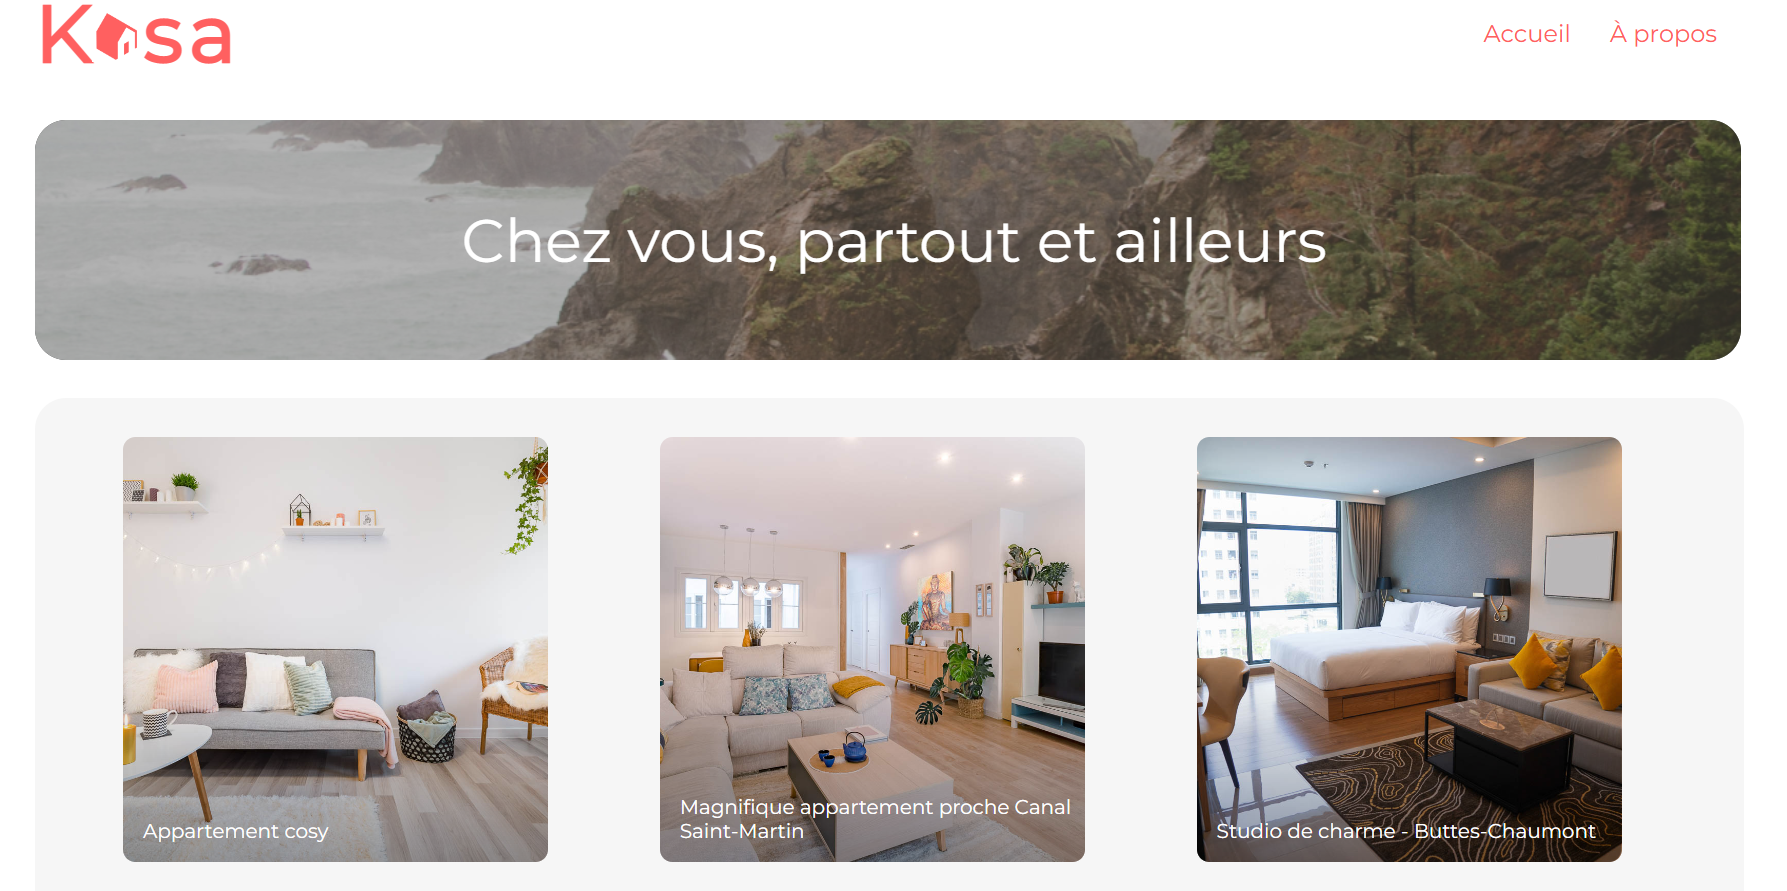 Kasa
Accueil À propos
Chez vous, partout et ailleurs
Appartement cosy
Magnifique appartement proche Canal
Saint-Martin
Studio de charme - Buttes-Chaumont